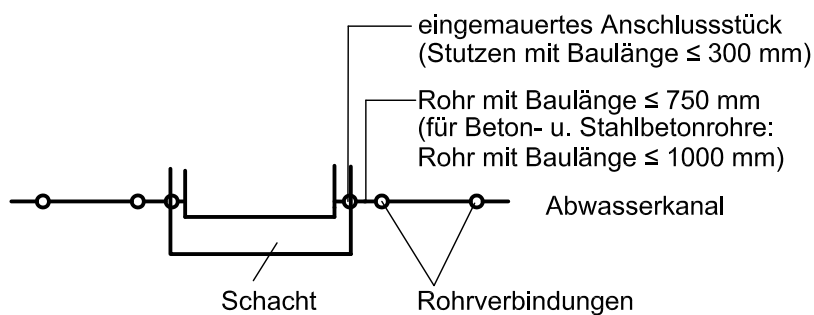 eingemauertes Anschlussstück
(Stutzen mit Baulänge ≤ 300 mm)
Rohr mit Baulänge ≤ 750 mm
(für Beton- u. Stahlbetonrohre:
Rohr mit Baulänge ≤ 1000 mm)
Abwasserkanal
Schacht
Rohrverbindungen